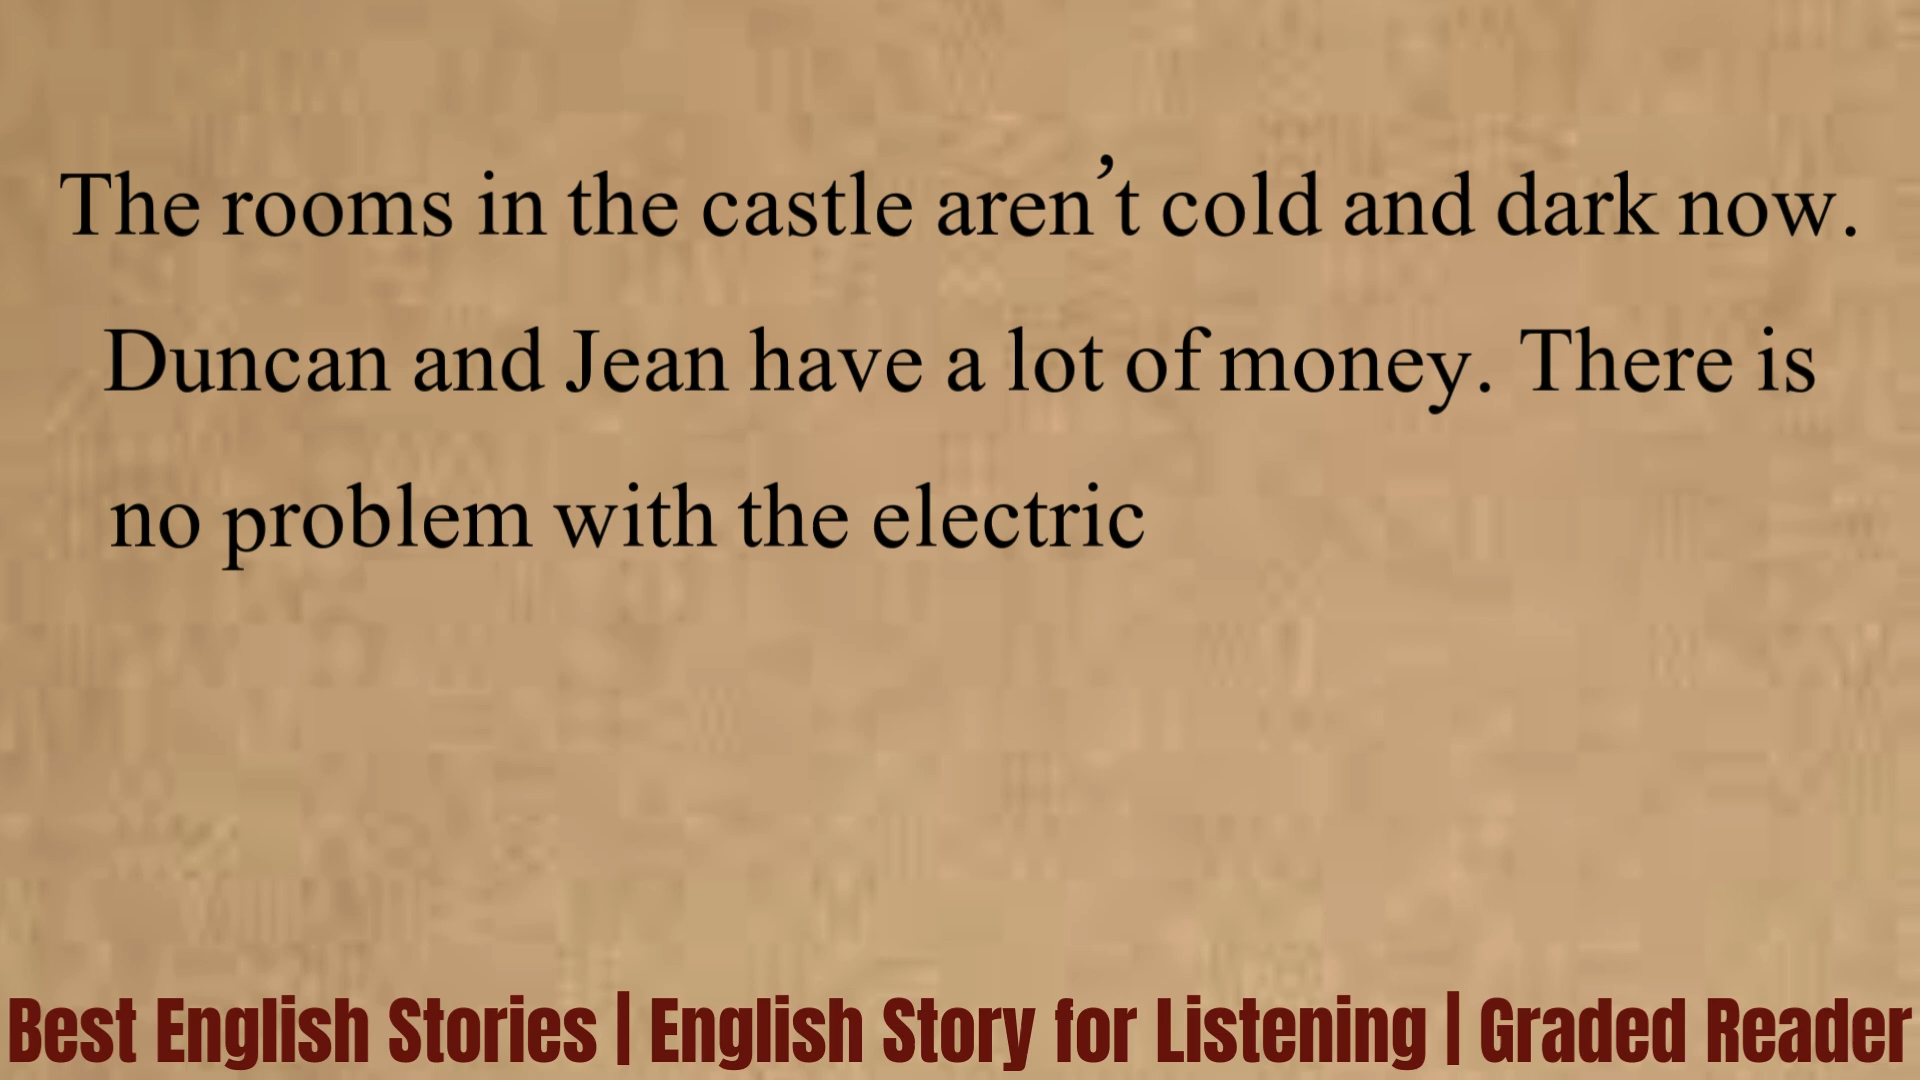 The rooms in the castle aren’t cold and dark now.
Duncan and Jean have a lot of money. There is
no problem with the electric
Best English Stories | English Story for Listening | Graded Reader